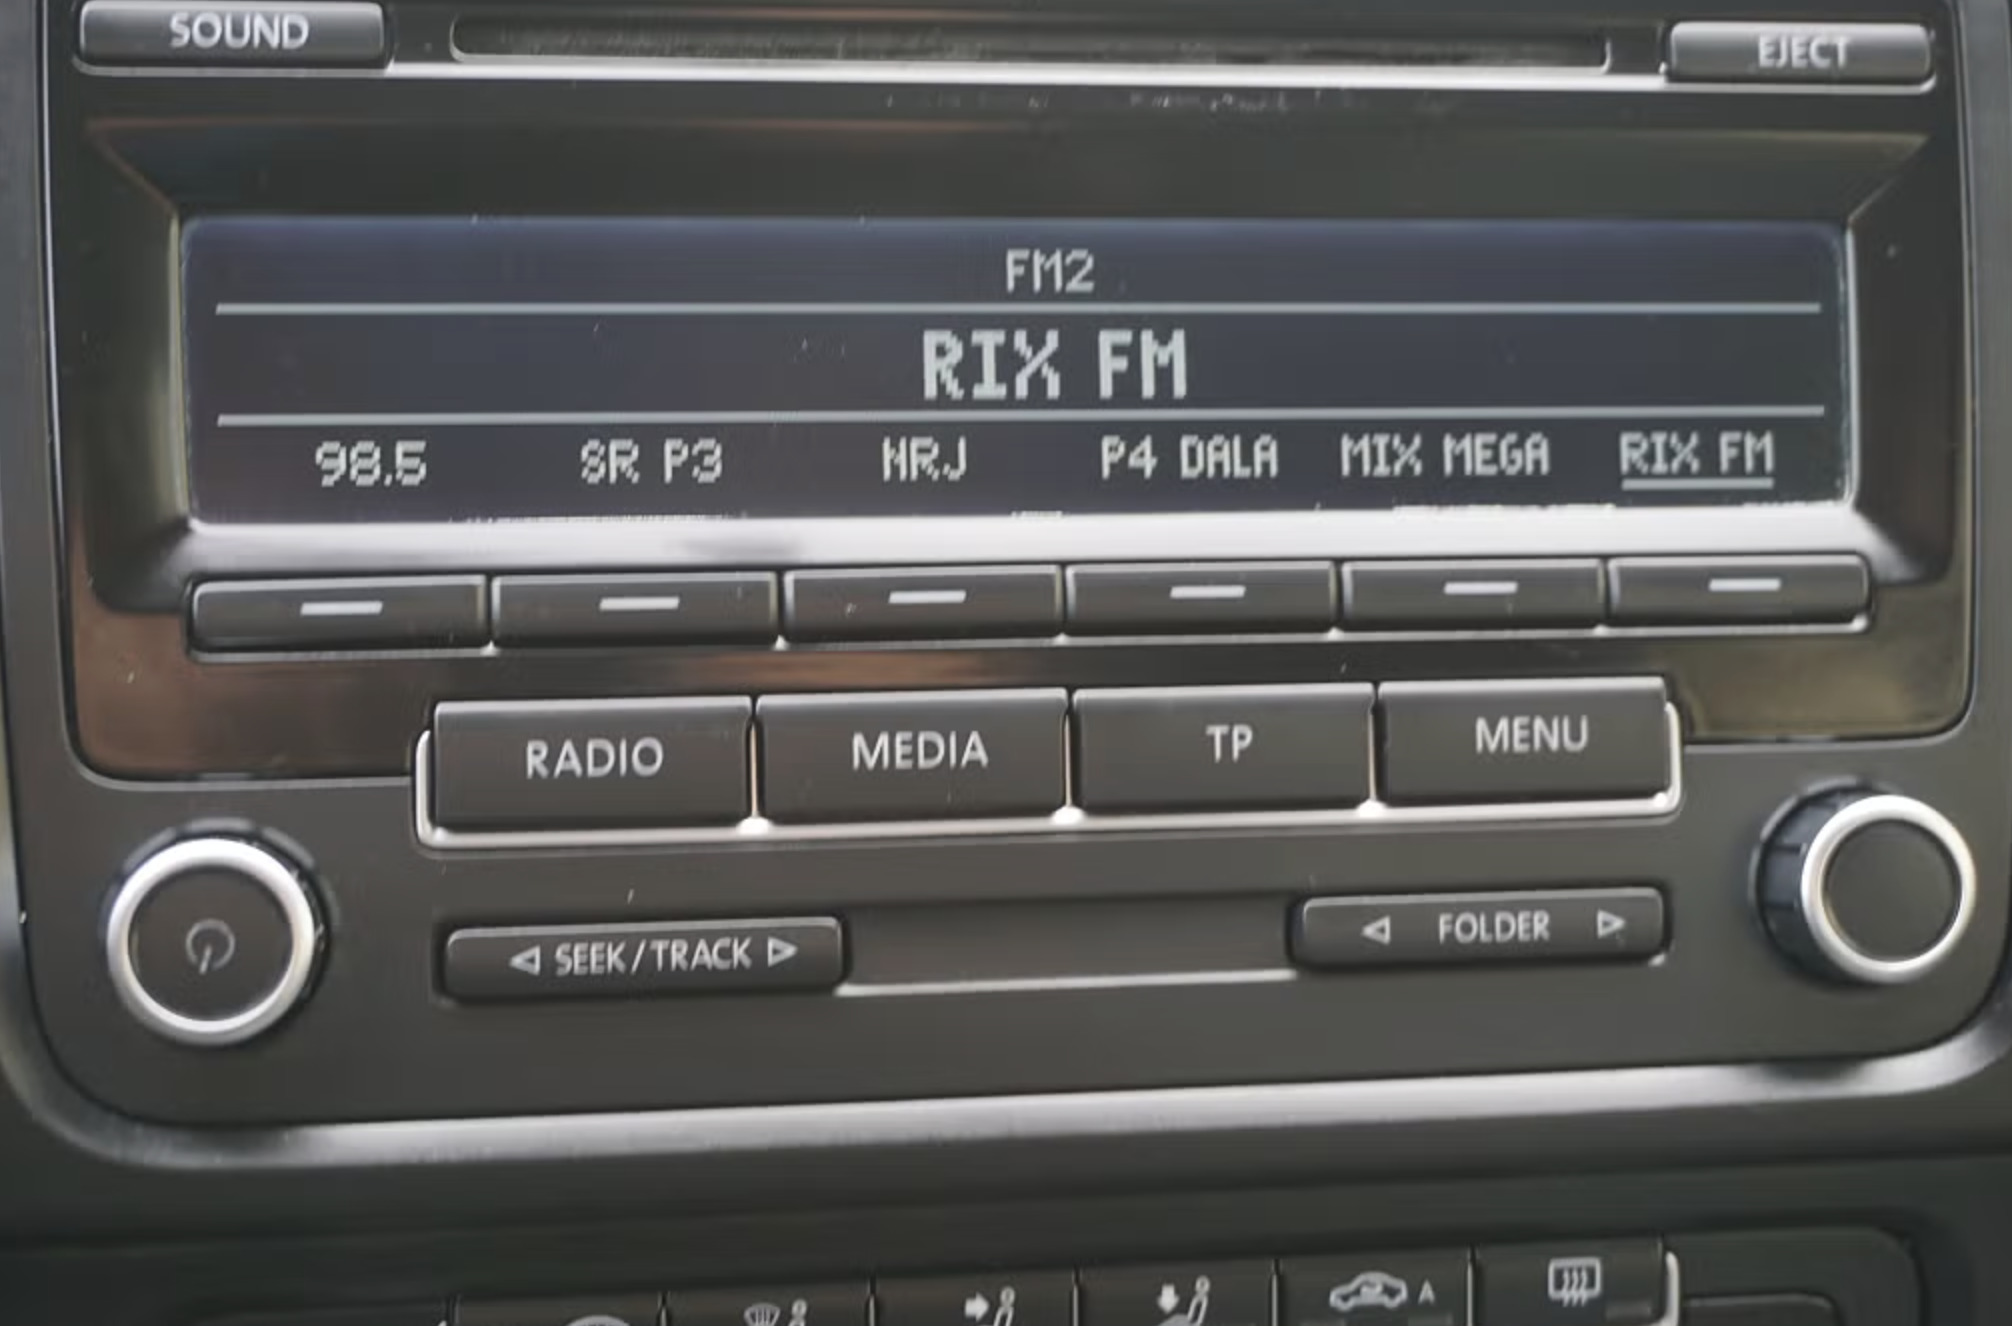 SOUND EJECT
FM2
RIX FM
98.5 SR P3 NRJ P4 DALA MIX MEGA RIX FM
RADIO MEDIA TP MENU
SEEK/TRACK FOLDER
A